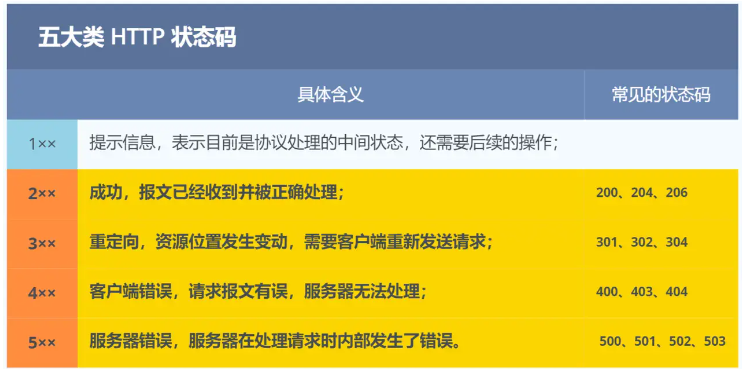 五大类 HTTP 状态码
具体含义 常见的状态码
1×× 提示信息，表示目前是协议处理的中间状态，还需要后续的操作；
2×× 成功，报文已经收到并被正确处理； 200、204、206
3×× 重定向，资源位置发生变动，需要客户端重新发送请求； 301、302、304
4×× 客户端错误，请求报文有误，服务器无法处理； 400、403、404
5×× 服务器错误，服务器在处理请求时内部发生了错误。 500、501、502、503